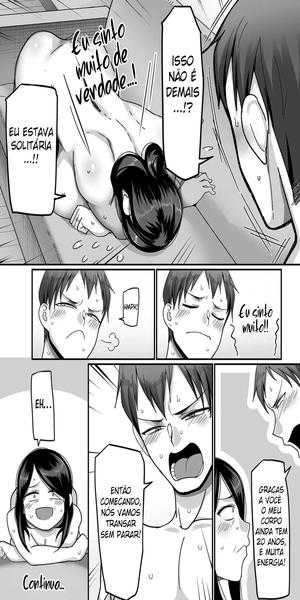 ISSO
NÃO É
DEMAIS
...!?
EU SINTO
MUITO DE
VERDADE...!
EU ESTAVA
SOLITÁRIA
...!!
EU SINTO
MUITO!!
HMPH!
GRAÇAS
A VOCÊ
O MEU
CORPO
AINDA TEM
20 ANOS,
E MUITA
ENERGIA!
ENTÃO
COMEÇANDO,
NÓS VAMOS
TRANSAR
SEM PARAR!
EH...
CONTINUA...